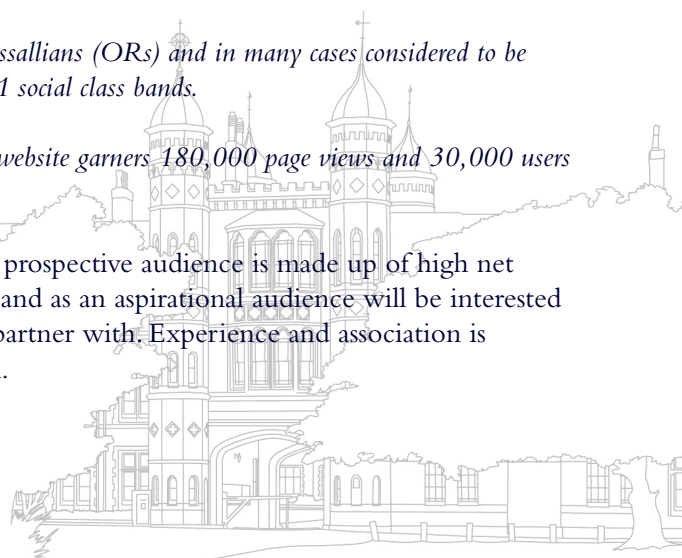 ssallians (ORs) and in many cases considered to be
1 social class bands.
website garners 180,000 page views and 30,000 users
prospective audience is made up of high net
and as an aspirational audience will be interested
partner with. Experience and association is